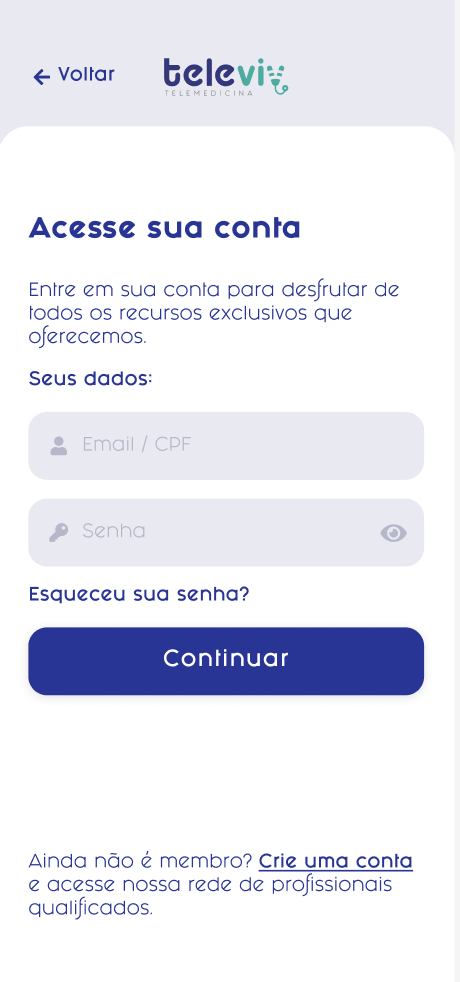 Voltar
televiv
TELEMEDICINA
Acesse sua conta
Entre em sua conta para desfrutar de
todos os recursos exclusivos que
oferecemos.
Seus dados:
Email / CPF
Senha
Esqueceu sua senha?
Continuar
Ainda não é membro? Crie uma conta
e acesse nossa rede de profissionais
qualificados.